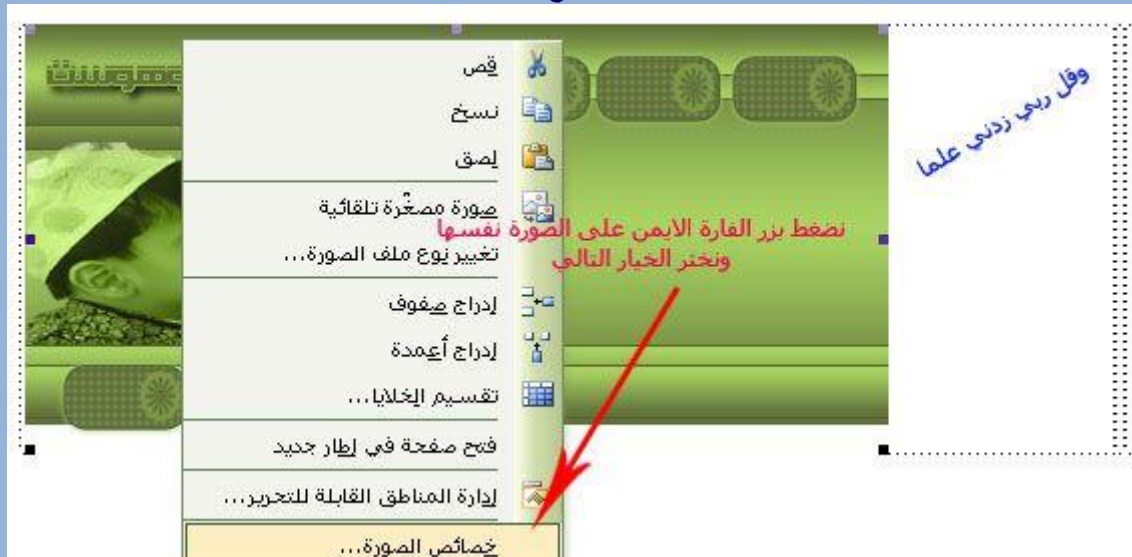 وقل ربي زدني علما
قص
نسخ
لصق
صورة مصغّرة تلقائية
نضغط بزر الفارة الايمن على الصورة نفسها
ونختر الخيار التالي
تغيير نوع ملف الصورة...
إدراج صفوف
إدراج أعمدة
تقسيم الخلايا...
فتح صفحة في إطار جديد
إدارة المناطق القابلة للتحرير...
خصائص الصورة...